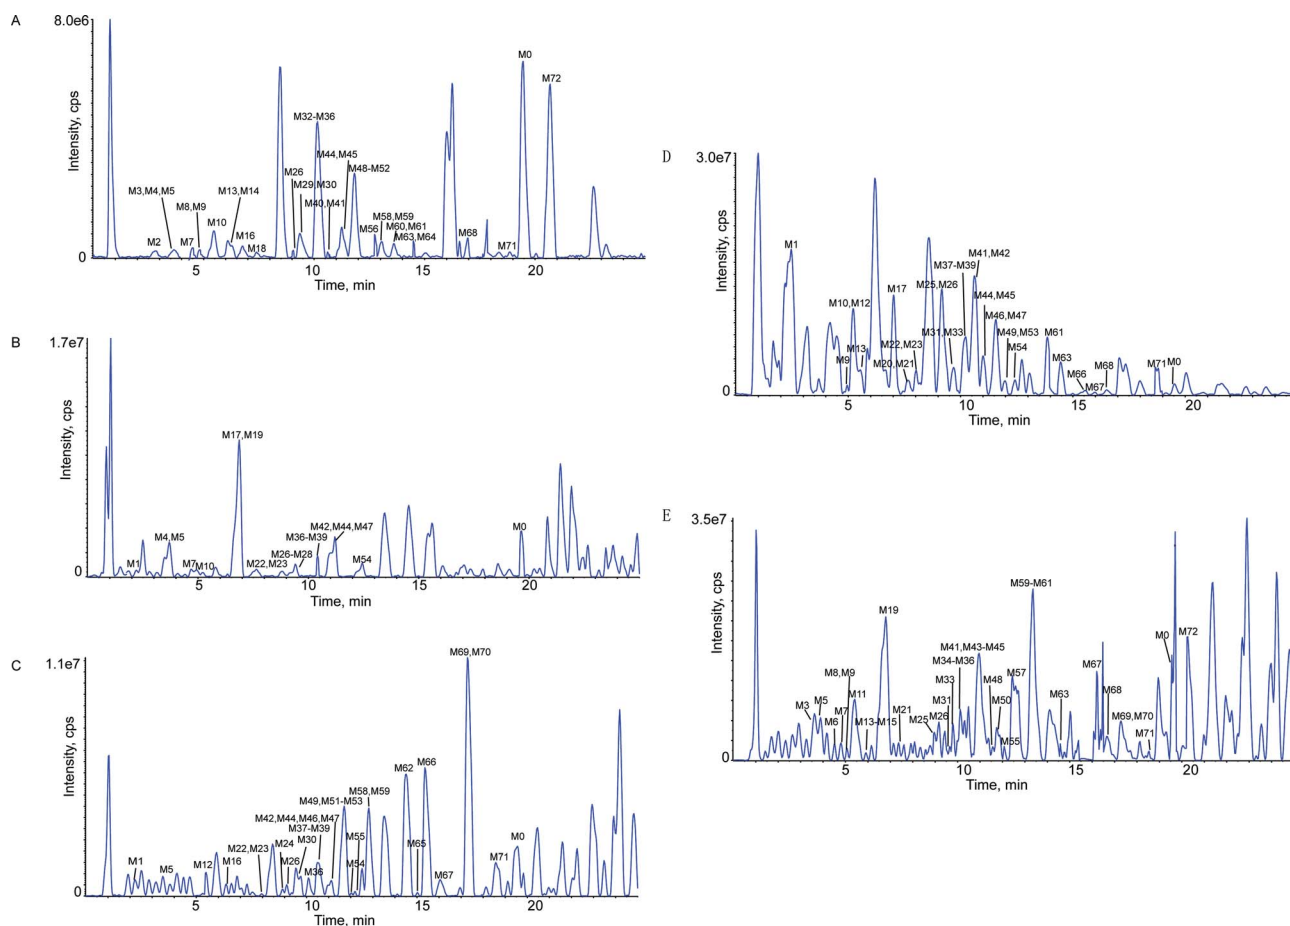 A
8.0e6
Intensity, cps
0
M2
M3,M4,M5
M7
M8,M9
M10
M13,M14
M16
M18
M26
M29,M30
M32-M36
M40,M41
M44,M45
M48-M52
M56
M58,M59
M60,M61
M63,M64
M68
M71
M0
M72
5
10
15
20
Time, min
B
1.7e7
Intensity, cps
0
M1
M4,M5
M7
M10
M17,M19
M22,M23
M26-M28
M36-M39
M42,M44,M47
M54
M0
5
10
15
20
Time, min
C
1.1e7
Intensity, cps
0
M1
M5
M12
M16
M22,M23
M24
M26
M42,M44,M46,M47
M37-M39
M30
M36
M49,M51-M53
M54
M55
M58,M59
M62
M65
M66
M67
M69,M70
M71
M0
5
10
15
20
Time, min
D
3.0e7
Intensity, cps
0
M1
M9
M10,M12
M13
M17
M20,M21
M22,M23
M25,M26
M31,M33
M37-M39
M41,M42
M44,M45
M46,M47
M49,M53
M54
M61
M63
M66
M67
M68
M71
M0
5
10
15
20
Time, min
E
3.5e7
Intensity, cps
0
M3
M5
M6
M7
M8,M9
M11
M13-M15
M19
M21
M25
M26
M31
M33
M34-M36
M41,M43-M45
M48
M50
M55
M57
M59-M61
M63
M67
M68
M69,M70
M71
M0
M72
5
10
15
20
Time, min